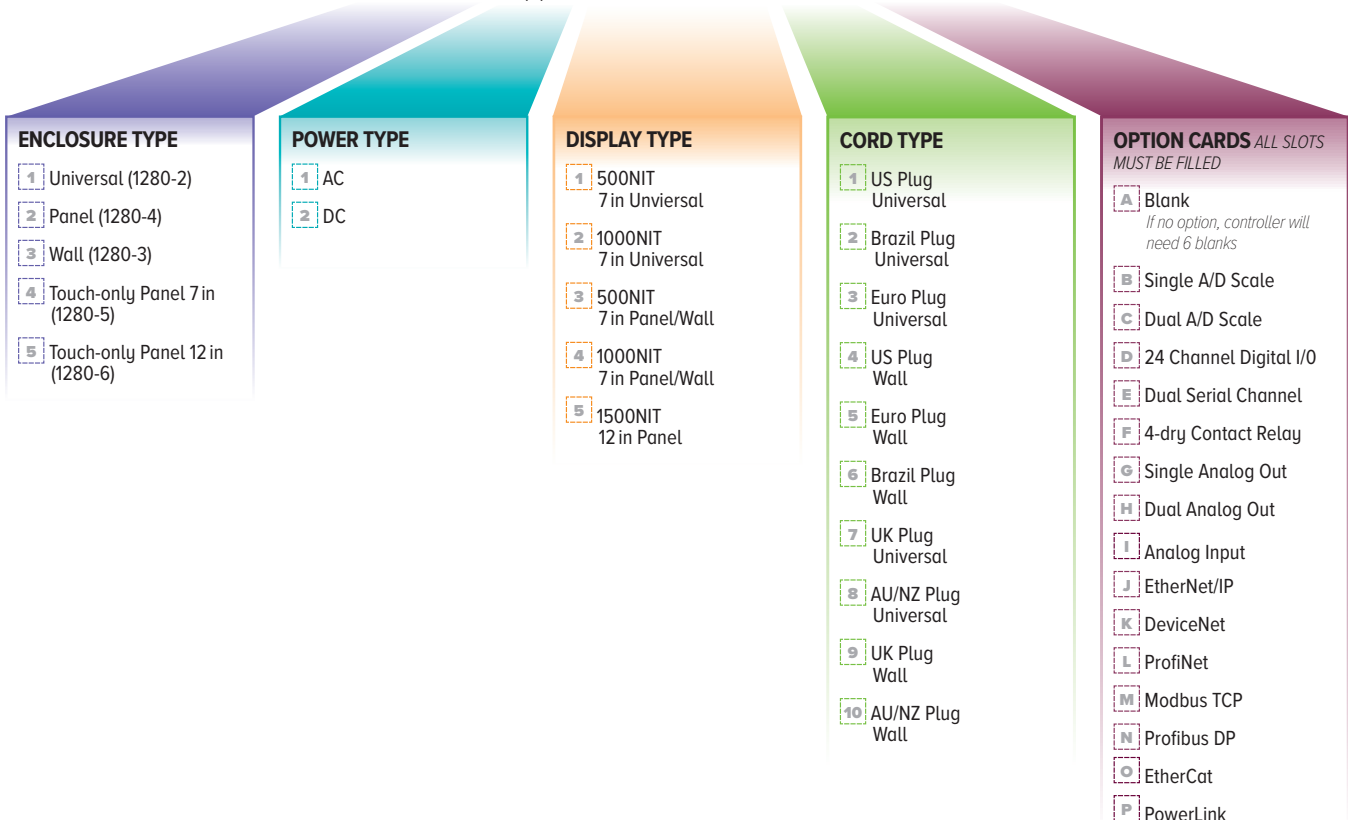 ENCLOSURE TYPE
1 Universal (1280-2)
2 Panel (1280-4)
3 Wall (1280-3)
4 Touch-only Panel 7 in
(1280-5)
5 Touch-only Panel 12 in
(1280-6)
POWER TYPE
1 AC
2 DC
DISPLAY TYPE
1 500NIT
7 in Unviersal
2 1000NIT
7 in Universal
3 500NIT
7 in Panel/Wall
4 1000NIT
7 in Panel/Wall
5 1500NIT
12 in Panel
CORD TYPE
1 US Plug
Universal
2 Brazil Plug
Universal
3 Euro Plug
Universal
4 US Plug
Wall
5 Euro Plug
Wall
6 Brazil Plug
Wall
7 UK Plug
Universal
8 AU/NZ Plug
Universal
9 UK Plug
Wall
10 AU/NZ Plug
Wall
OPTION CARDS ALL SLOTS
MUST BE FILLED
A Blank
If no option, controller will
need 6 blanks
B Single A/D Scale
C Dual A/D Scale
D 24 Channel Digital I/0
E Dual Serial Channel
F 4-dry Contact Relay
G Single Analog Out
H Dual Analog Out
I Analog Input
J EtherNet/IP
K DeviceNet
L ProfiNet
M Modbus TCP
N Profibus DP
O EtherCat
P PowerLink